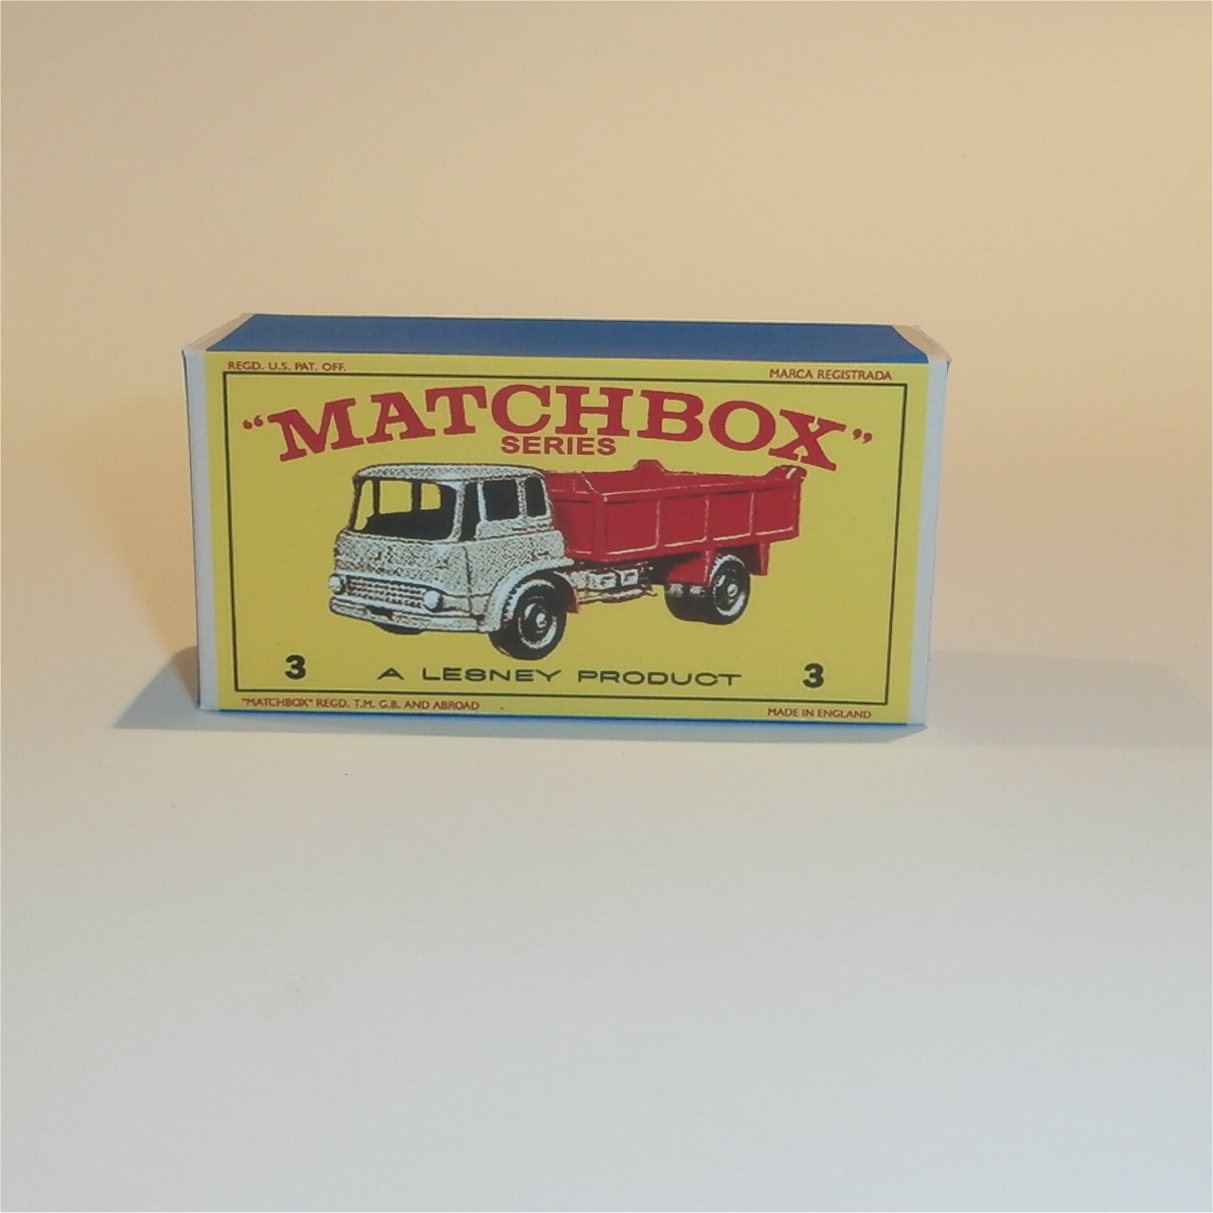 REGD. U.S. PAT. OFF.
MARCA REGISTRADA
"MATCHBOX"
SERIES
3 A LESNEY PRODUCT 3
"MATCHBOX" REGD. T.M. G.B. AND ABROAD
MADE IN ENGLAND